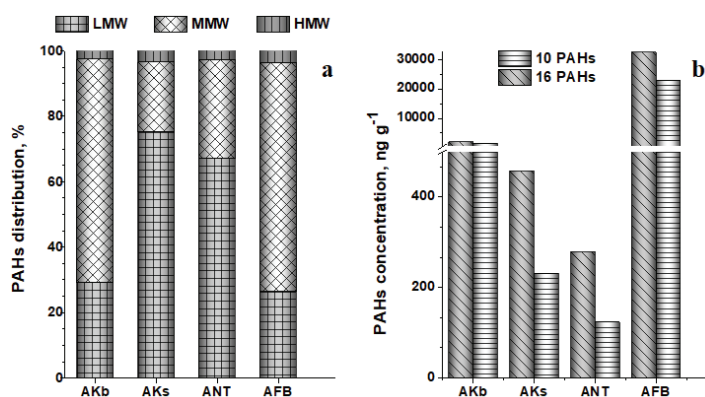 LMW MMW HMW
a
PAHs distribution, %
100
80
60
40
20
0
AKb AKs ANT AFB
b
10 PAHs
16 PAHs
PAHs concentration, ng g-1
30000
20000
10000
400
200
0
AKb AKs ANT AFB